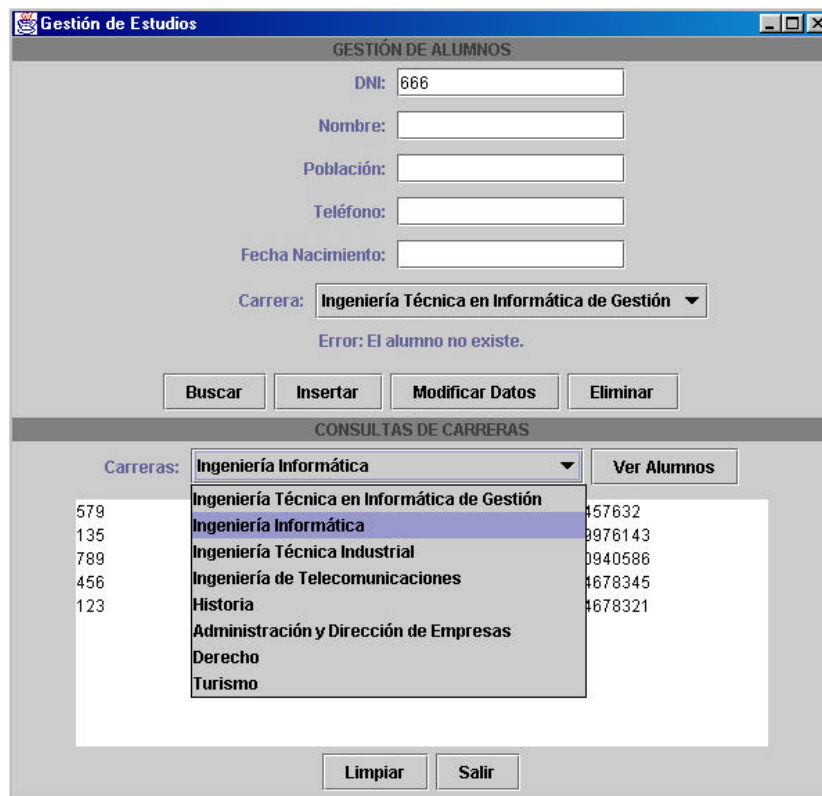 Gestión de Estudios
GESTIÓN DE ALUMNOS
DNI: 666
Nombre:
Población:
Teléfono:
Fecha Nacimiento:
Carrera: Ingeniería Técnica en Informática de Gestión
Error: El alumno no existe.
Buscar Insertar Modificar Datos Eliminar
CONSULTAS DE CARRERAS
Carreras: Ingeniería Informática Ver Alumnos
Ingeniería Técnica en Informática de Gestión
Ingeniería Informática
Ingeniería Técnica Industrial
Ingeniería de Telecomunicaciones
Historia
Administración y Dirección de Empresas
Derecho
Turismo
579 457632
135 9976143
789 0940586
456 4678345
123 4678321
Limpiar Salir